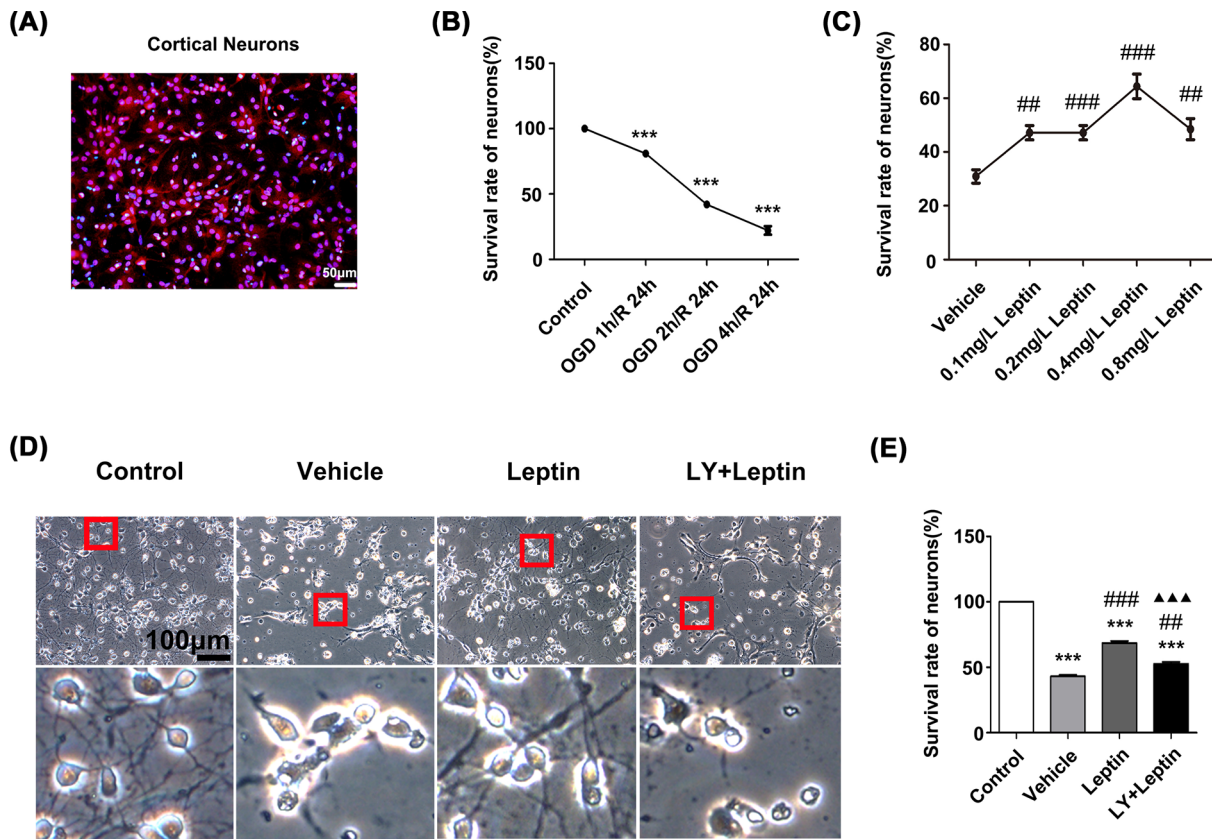 (A)
Cortical Neurons
50µm
(B)
Survival rate of neurons(%)
150
100
50
0
***
***
***
Control
OGD 1h/R 24h
OGD 2h/R 24h
OGD 4h/R 24h
(C)
Survival rate of neurons(%)
80
60
40
20
0
##
###
###
##
Vehicle
0.1mg/L Leptin
0.2mg/L Leptin
0.4mg/L Leptin
0.8mg/L Leptin
(D)
Control
Vehicle
Leptin
LY+Leptin
100µm
(E)
Survival rate of neurons(%)
150
100
50
0
***
###
***
▲▲▲
##
***
Control
Vehicle
Leptin
LY+Leptin